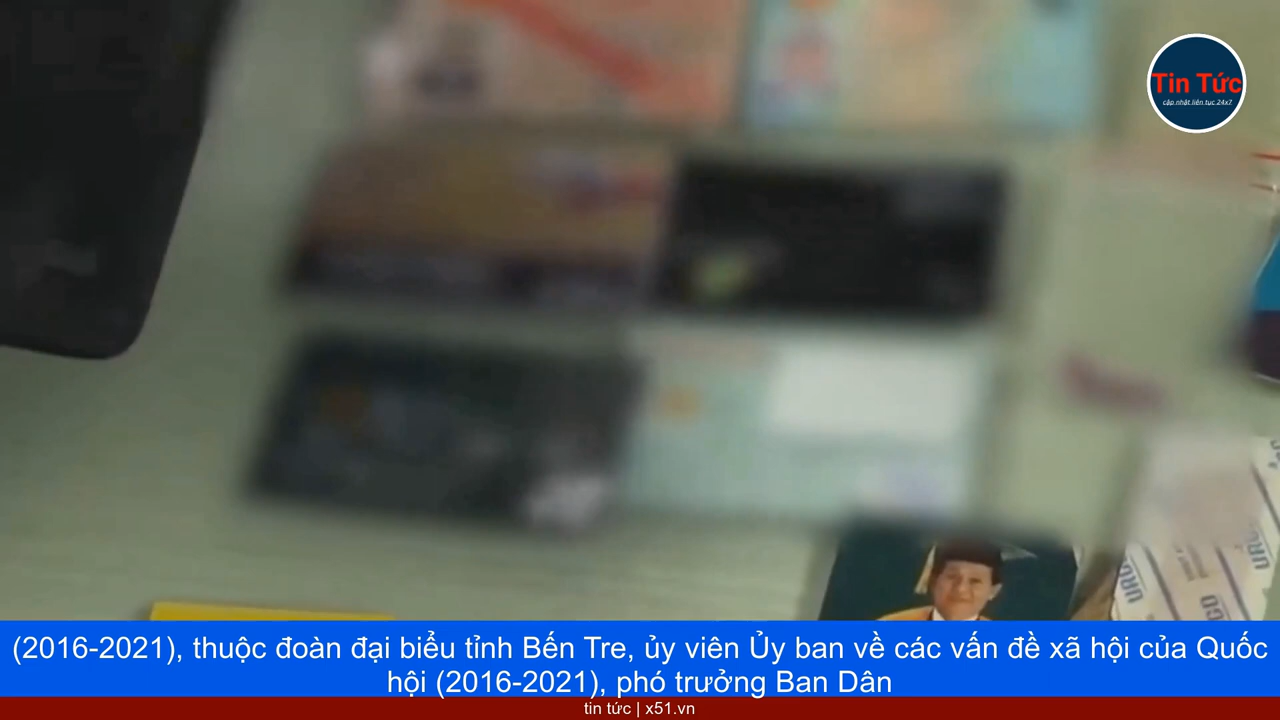 Tin Tức
cập nhật liên tục 24x7
URGO
(2016-2021), thuộc đoàn đại biểu tỉnh Bến Tre, ủy viên Ủy ban về các vấn đề xã hội của Quốc
hội (2016-2021), phó trưởng Ban Dân
tin tức | x51.vn